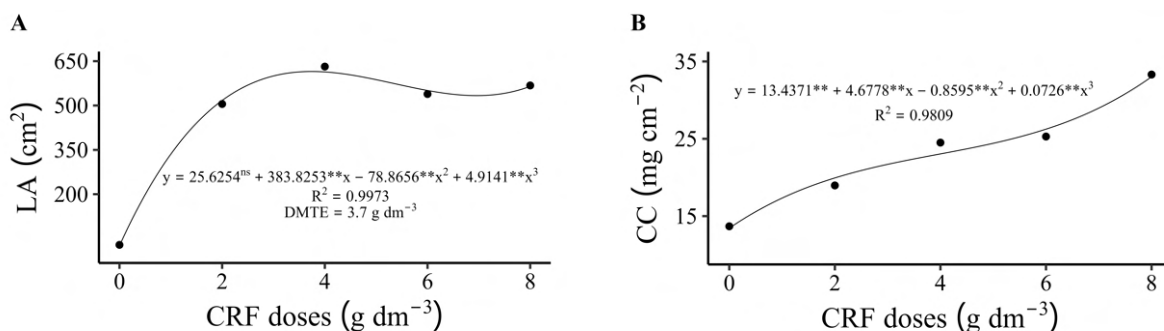 A
650
500
350
200
LA (cm²)
y = 25.6254ⁿˢ + 383.8253**x − 78.8656**x² + 4.9141**x³
R² = 0.9973
DMTE = 3.7 g dm⁻³
0 2 4 6 8
CRF doses (g dm⁻³)
B
35
25
15
CC (mg cm⁻²)
y = 13.4371** + 4.6778**x − 0.8595**x² + 0.0726**x³
R² = 0.9809
0 2 4 6 8
CRF doses (g dm⁻³)